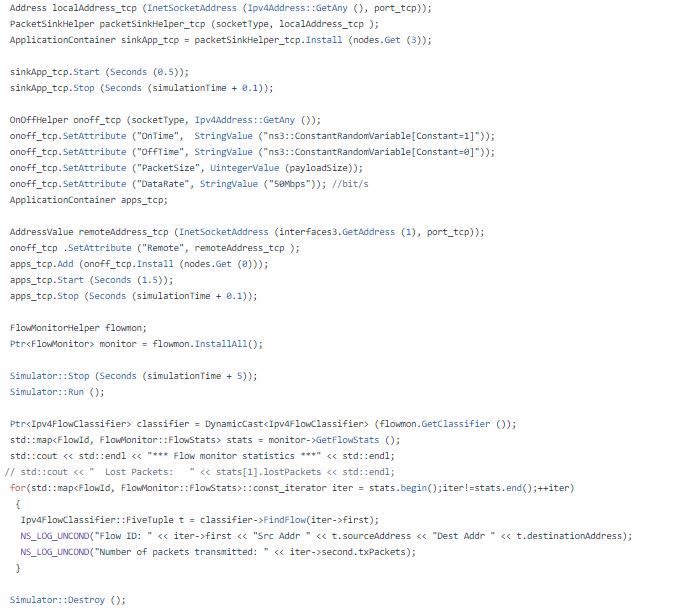 Address localAddress_tcp (InetSocketAddress (Ipv4Address::GetAny (), port_tcp));
PacketSinkHelper packetSinkHelper_tcp (socketType, localAddress_tcp );
ApplicationContainer sinkApp_tcp = packetSinkHelper_tcp.Install (nodes.Get (3));
sinkApp_tcp.Start (Seconds (0.5));
sinkApp_tcp.Stop (Seconds (simulationTime + 0.1));
OnOffHelper onoff_tcp (socketType, Ipv4Address::GetAny ());
onoff_tcp.SetAttribute ("OnTime",  StringValue ("ns3::ConstantRandomVariable[Constant=1]"));
onoff_tcp.SetAttribute ("OffTime", StringValue ("ns3::ConstantRandomVariable[Constant=0]"));
onoff_tcp.SetAttribute ("PacketSize", UintegerValue (payloadSize));
onoff_tcp.SetAttribute ("DataRate", StringValue ("50Mbps")); //bit/s
ApplicationContainer apps_tcp;
AddressValue remoteAddress_tcp (InetSocketAddress (interfaces3.GetAddress (1), port_tcp));
onoff_tcp .SetAttribute ("Remote", remoteAddress_tcp );
apps_tcp.Add (onoff_tcp.Install (nodes.Get (0)));
apps_tcp.Start (Seconds (1.5));
apps_tcp.Stop (Seconds (simulationTime + 0.1));
FlowMonitorHelper flowmon;
Ptr<FlowMonitor> monitor = flowmon.InstallAll();
Simulator::Stop (Seconds (simulationTime + 5));
Simulator::Run ();
Ptr<Ipv4FlowClassifier> classifier = DynamicCast<Ipv4FlowClassifier> (flowmon.GetClassifier ());
std::map<FlowId, FlowMonitor::FlowStats> stats = monitor->GetFlowStats ();
std::cout << std::endl << "*** Flow monitor statistics ***" << std::endl;
// std::cout << "  Lost Packets:   " << stats[1].lostPackets << std::endl;
for(std::map<FlowId, FlowMonitor::FlowStats>::const_iterator iter = stats.begin();iter!=stats.end();++iter)
{
Ipv4FlowClassifier::FiveTuple t = classifier->FindFlow(iter->first);
NS_LOG_UNCOND("Flow ID: " << iter->first << "Src Addr " << t.sourceAddress << "Dest Addr " << t.destinationAddress);
NS_LOG_UNCOND("Number of packets transmitted: " << iter->second.txPackets);
}
Simulator::Destroy ();